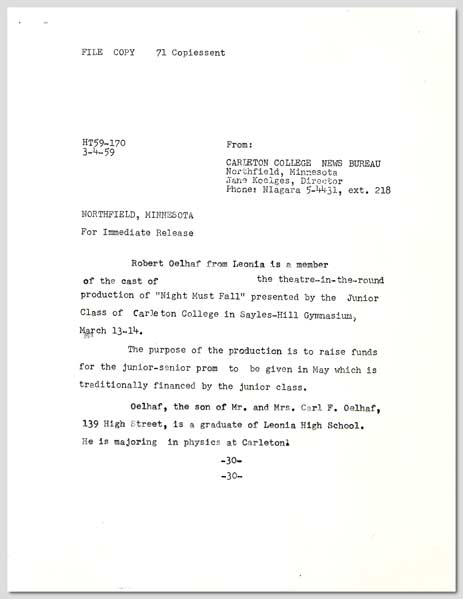 FILE COPY 71 Copiessent
HT59-170
3-4-59
From:
CARLETON COLLEGE NEWS BUREAU
Northfield, Minnesota
Jane Koelges, Director
Phone: NIagara 5-4431, ext. 218
NORTHFIELD, MINNESOTA
For Immediate Release
Robert Oelhaf from Leonia is a member
of the cast of the theatre-in-the-round
production of "Night Must Fall" presented by the Junior
Class of Carleton College in Sayles-Hill Gymnasium,
March 13-14.
The purpose of the production is to raise funds
for the junior-senior prom to be given in May which is
traditionally financed by the junior class.
Oelhaf, the son of Mr. and Mrs. Carl F. Oelhaf,
139 High Street, is a graduate of Leonia High School.
He is majoring in physics at Carleton.
-30-
-30-